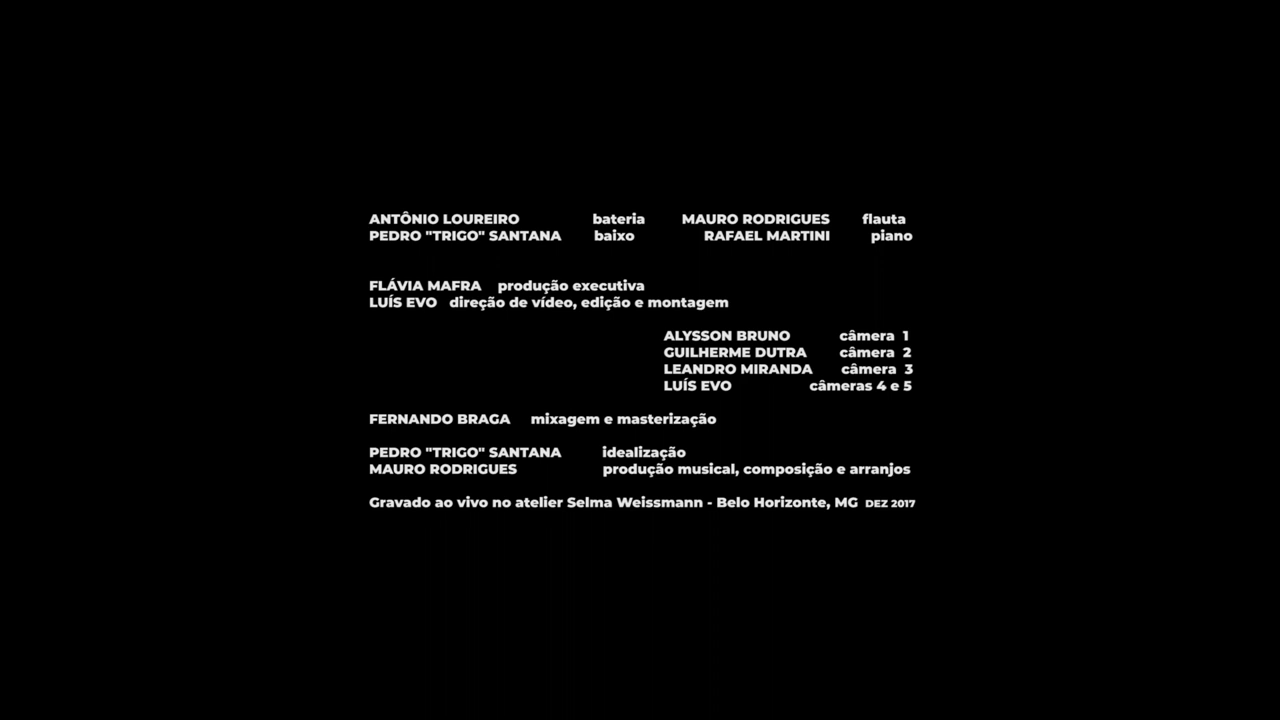 ANTÔNIO LOUREIRO bateria MAURO RODRIGUES flauta
PEDRO "TRIGO" SANTANA baixo RAFAEL MARTINI piano
FLÁVIA MAFRA produção executiva
LUÍS EVO direção de vídeo, edição e montagem
ALYSSON BRUNO câmera 1
GUILHERME DUTRA câmera 2
LEANDRO MIRANDA câmera 3
LUÍS EVO câmeras 4 e 5
FERNANDO BRAGA mixagem e masterização
PEDRO "TRIGO" SANTANA idealização
MAURO RODRIGUES produção musical, composição e arranjos
Gravado ao vivo no atelier Selma Weissmann - Belo Horizonte, MG DEZ 2017